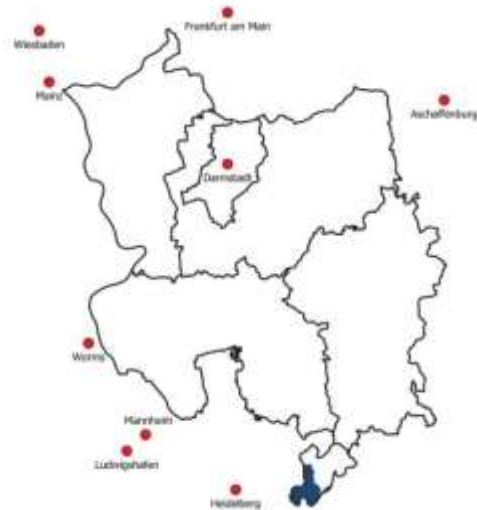 Frankfurt am Main
Wiesbaden
Mainz
Aschaffenburg
Darmstadt
Worms
Mannheim
Ludwigshafen
Heidelberg